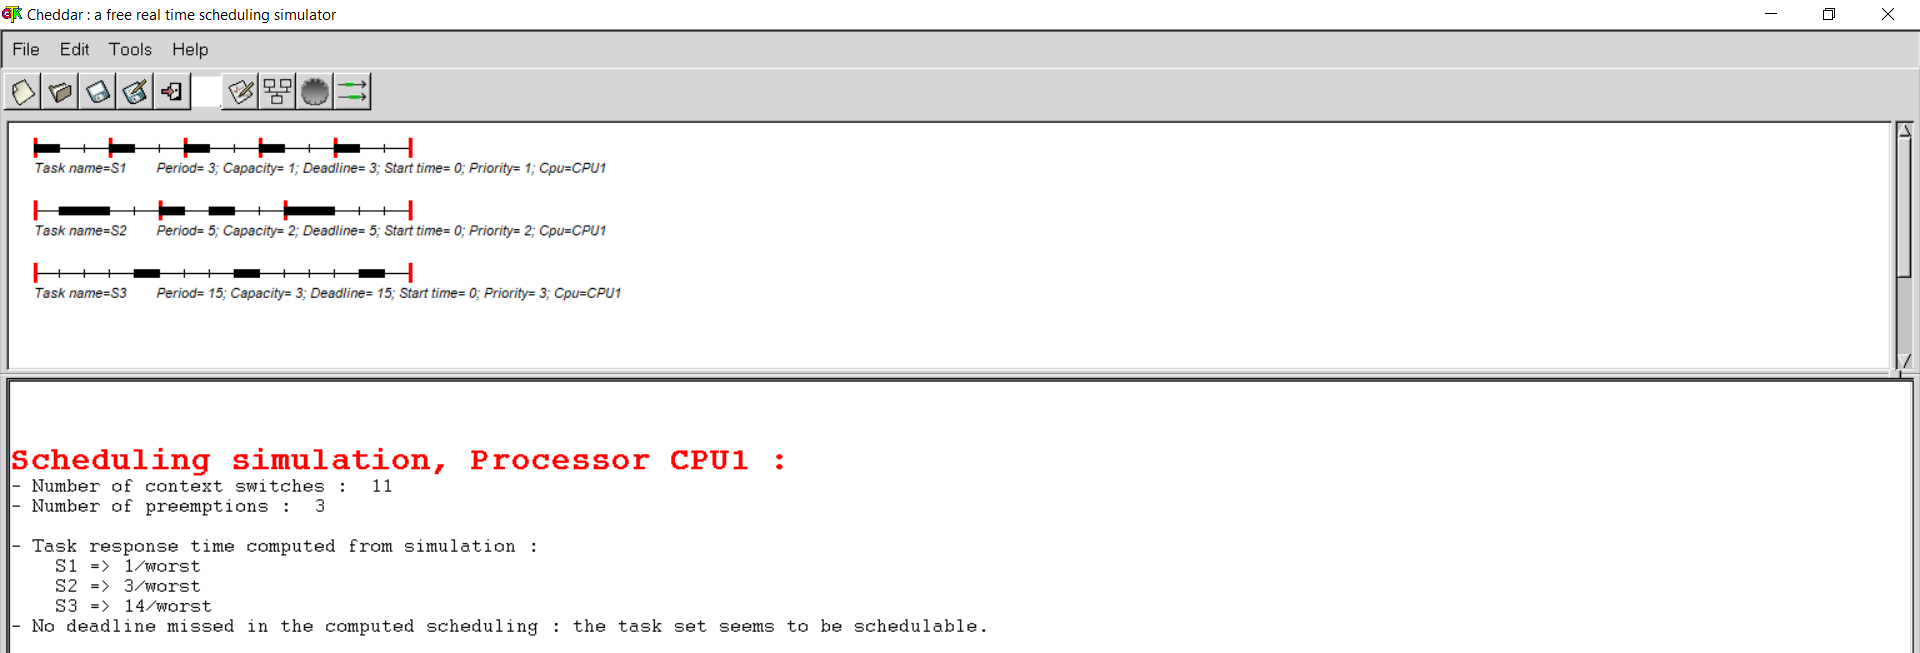 Cheddar : a free real time scheduling simulator
File Edit Tools Help
Task name=S1 Period= 3; Capacity= 1; Deadline= 3; Start time= 0; Priority= 1; Cpu=CPU1
Task name=S2 Period= 5; Capacity= 2; Deadline= 5; Start time= 0; Priority= 2; Cpu=CPU1
Task name=S3 Period= 15; Capacity= 3; Deadline= 15; Start time= 0; Priority= 3; Cpu=CPU1
Scheduling simulation, Processor CPU1 :
- Number of context switches : 11
- Number of preemptions : 3
- Task response time computed from simulation :
S1 => 1/worst
S2 => 3/worst
S3 => 14/worst
- No deadline missed in the computed scheduling : the task set seems to be schedulable.